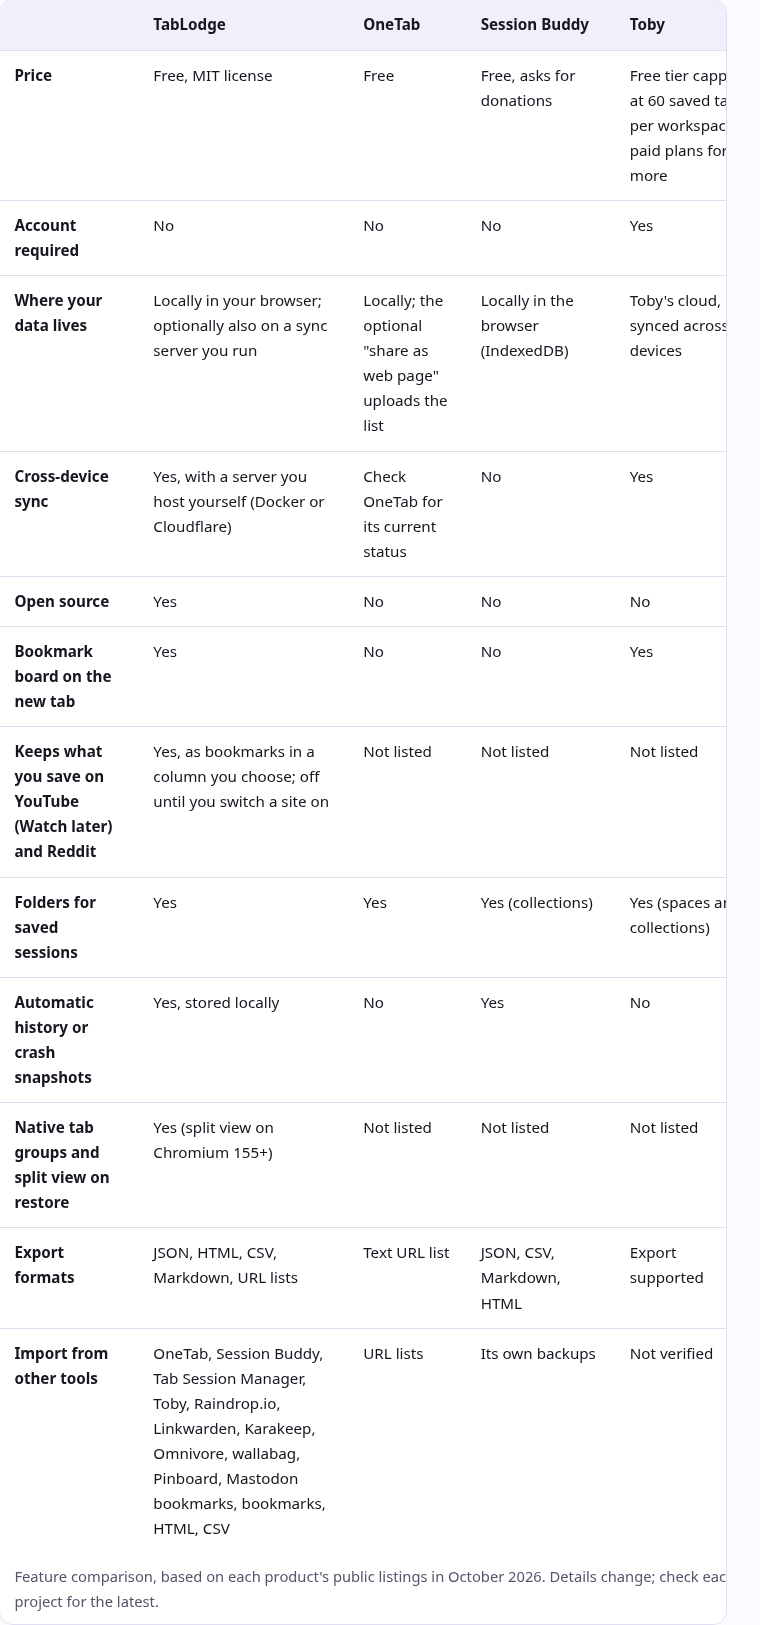 TabLodge OneTab Session Buddy Toby
Price Free, MIT license Free Free, asks for Free tier capp
donations at 60 saved ta
per workspac
paid plans for
more
Account No No No Yes
required
Where your Locally in your browser; Locally; the Locally in the Toby's cloud,
data lives optionally also on a sync optional browser synced across
server you run "share as (IndexedDB) devices
web page"
uploads the
list
Cross-device Yes, with a server you Check No Yes
sync host yourself (Docker or OneTab for
Cloudflare) its current
status
Open source Yes No No No
Bookmark Yes No No Yes
board on the
new tab
Keeps what Yes, as bookmarks in a Not listed Not listed Not listed
you save on column you choose; off
YouTube until you switch a site on
(Watch later)
and Reddit
Folders for Yes Yes Yes (collections) Yes (spaces an
saved collections)
sessions
Automatic Yes, stored locally No Yes No
history or
crash
snapshots
Native tab Yes (split view on Not listed Not listed Not listed
groups and Chromium 155+)
split view on
restore
Export JSON, HTML, CSV, Text URL list JSON, CSV, Export
formats Markdown, URL lists Markdown, supported
HTML
Import from OneTab, Session Buddy, URL lists Its own backups Not verified
other tools Tab Session Manager,
Toby, Raindrop.io,
Linkwarden, Karakeep,
Omnivore, wallabag,
Pinboard, Mastodon
bookmarks, bookmarks,
HTML, CSV
Feature comparison, based on each product's public listings in October 2026. Details change; check eac
project for the latest.